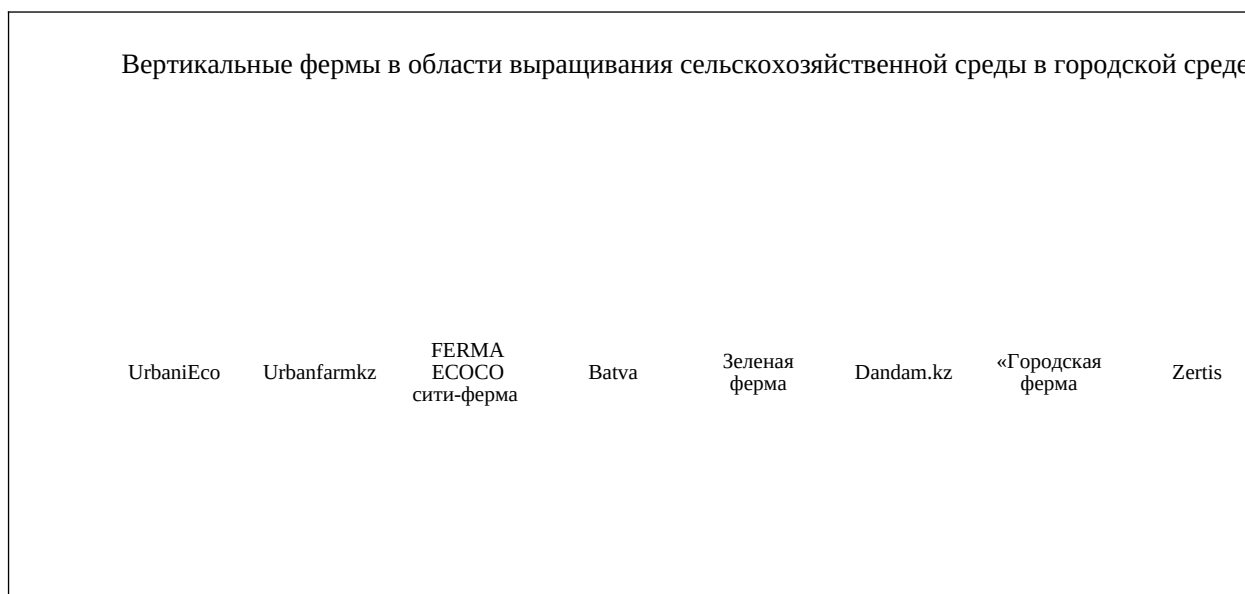 Вертикальные фермы в области выращивания сельскохозяйственной среды в городской среде
UrbaniEco
Urbanfarmkz
FERMA
ECOCO
сити-ферма
Batva
Зеленая
ферма
Dandam.kz
«Городская
ферма
Zertis